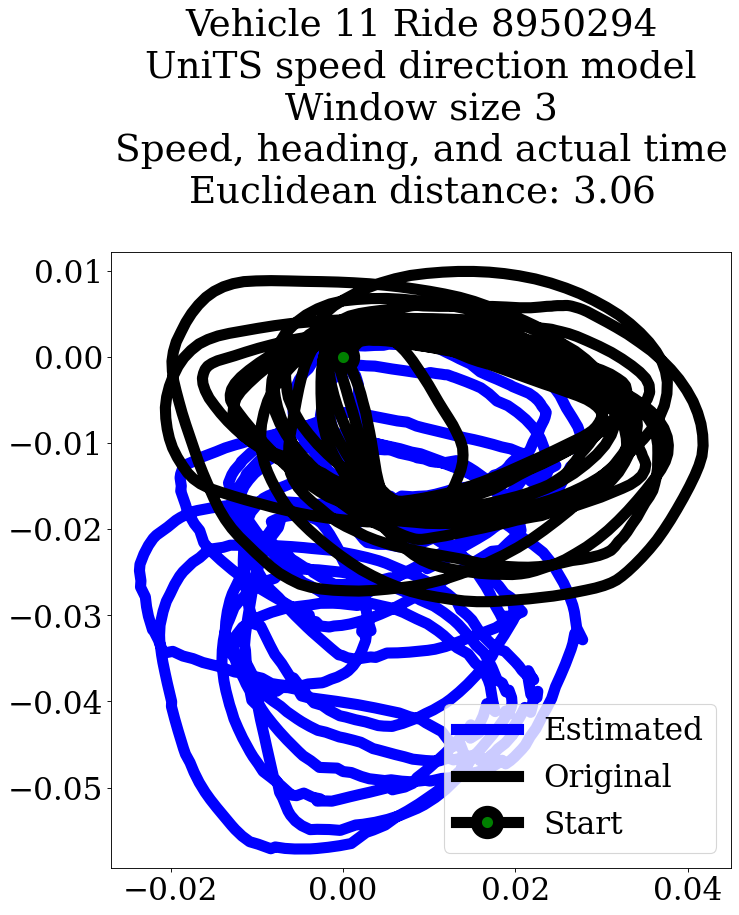 Vehicle 11 Ride 8950294
UniTS speed direction model
Window size 3
Speed, heading, and actual time
Euclidean distance: 3.06
0.01
0.00
−0.01
−0.02
−0.03
−0.04
−0.05
Estimated
Original
Start
−0.02
0.00
0.02
0.04